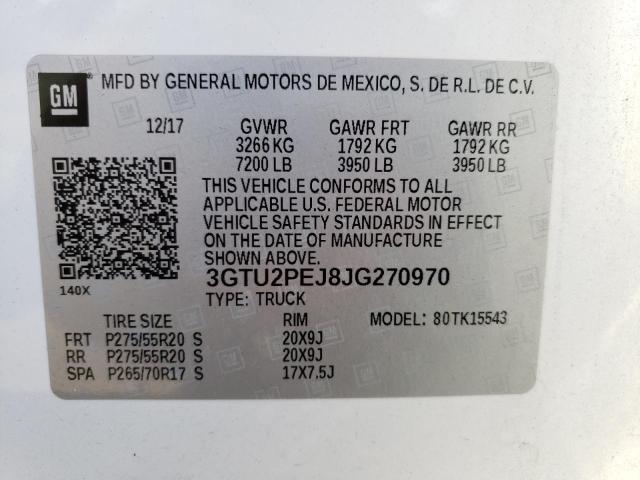 GM MFD BY GENERAL MOTORS DE MEXICO, S. DE R.L. DE C.V.
12/17 GVWR GAWR FRT GAWR RR
3266 KG 1792 KG 1792 KG
7200 LB 3950 LB 3950 LB
THIS VEHICLE CONFORMS TO ALL
APPLICABLE U.S. FEDERAL MOTOR
VEHICLE SAFETY STANDARDS IN EFFECT
ON THE DATE OF MANUFACTURE
SHOWN ABOVE.
140X 3GTU2PEJ8JG270970
TYPE: TRUCK
TIRE SIZE RIM MODEL: 80TK15543
FRT P275/55R20 S 20X9J
RR P275/55R20 S 20X9J
SPA P265/70R17 S 17X7.5J